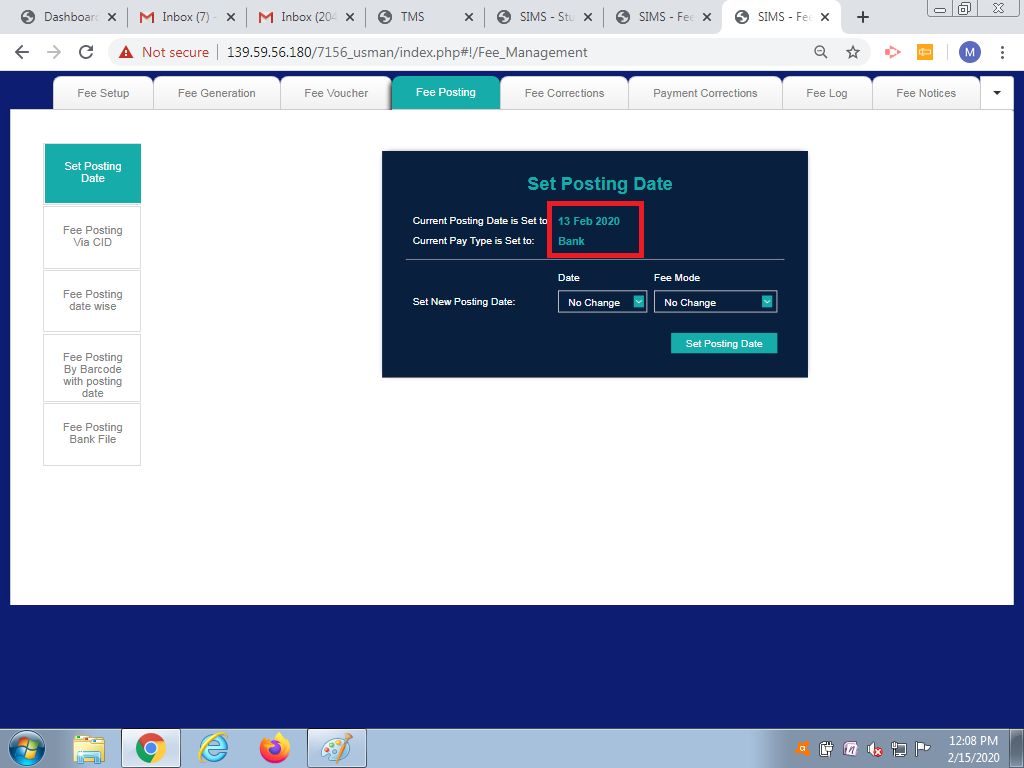 Dashboard
Inbox (7) -
Inbox (204
TMS
SIMS - Stu
SIMS - Fee
SIMS - Fee
Not secure
139.59.56.180/7156_usman/index.php#!/Fee_Management
M
Fee Setup
Fee Generation
Fee Voucher
Fee Posting
Fee Corrections
Payment Corrections
Fee Log
Fee Notices
Set Posting
Date
Fee Posting
Via CID
Fee Posting
date wise
Fee Posting
By Barcode
with posting
date
Fee Posting
Bank File
Set Posting Date
Current Posting Date is Set to 13 Feb 2020
Current Pay Type is Set to: Bank
Date Fee Mode
Set New Posting Date: No Change No Change
Set Posting Date
12:08 PM
2/15/2020